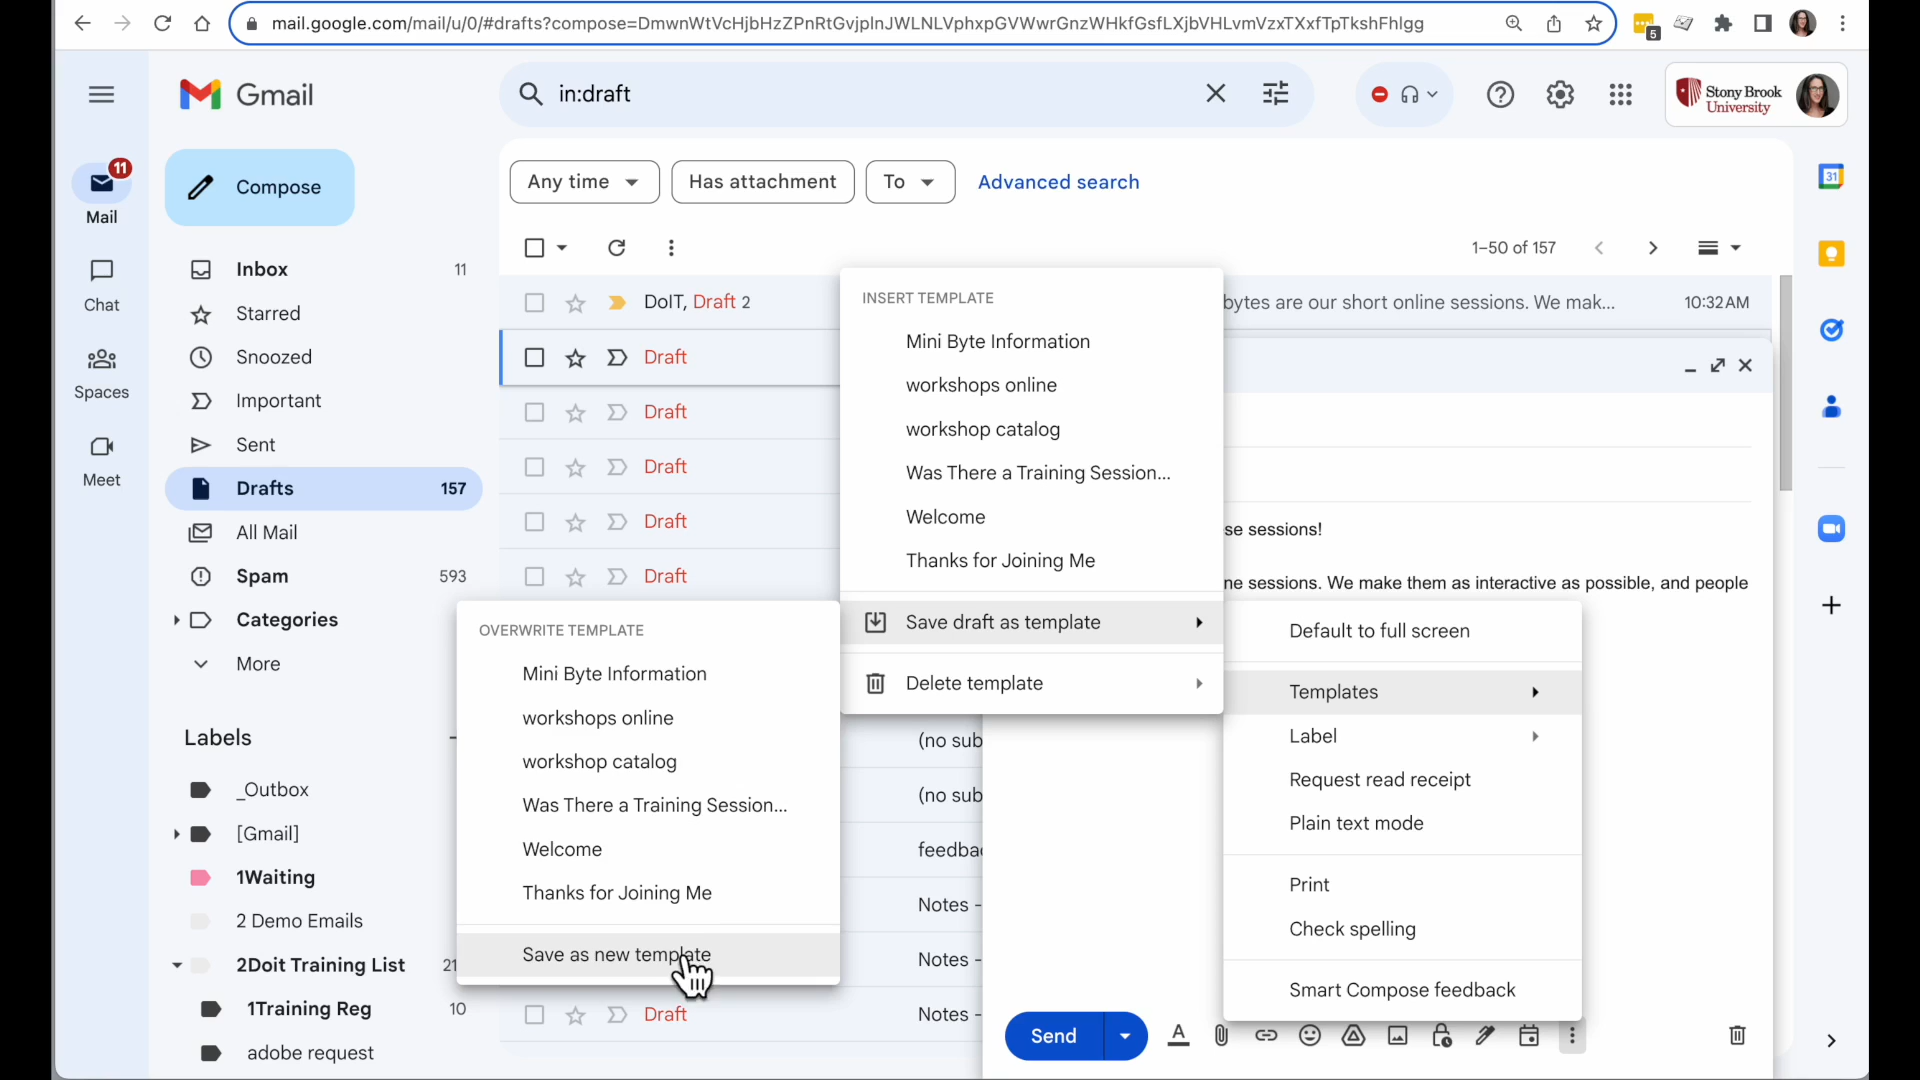 mail.google.com/mail/u/0/#drafts?compose=DmwnWtVcHjbHzZPnRtGvjpInJWLNLVphxpGVWwrGnzWHkfGsfLXjbVHLvmVzxTXxfTpTkshFhlgg
5
Gmail
in:draft
Stony Brook
University
11
Mail
Chat
Spaces
Meet
Compose
Inbox 11
Starred
Snoozed
Important
Sent
Drafts 157
All Mail
Spam 593
Categories
More
Labels
_Outbox
[Gmail]
1Waiting
2 Demo Emails
2Doit Training List 21
1Training Reg 10
adobe request
Any time
Has attachment
To
Advanced search
1–50 of 157
DoIT, Draft 2
bytes are our short online sessions. We mak...
10:32 AM
Draft
Draft
Draft
Draft
Draft
(no sub
(no sub
feedba
Notes -
Notes -
Draft
Notes -
INSERT TEMPLATE
Mini Byte Information
workshops online
workshop catalog
Was There a Training Session...
Welcome
Thanks for Joining Me
Save draft as template
Delete template
OVERWRITE TEMPLATE
Mini Byte Information
workshops online
workshop catalog
Was There a Training Session...
Welcome
Thanks for Joining Me
Save as new template
se sessions!
ne sessions. We make them as interactive as possible, and people
Default to full screen
Templates
Label
Request read receipt
Plain text mode
Print
Check spelling
Smart Compose feedback
Send
31